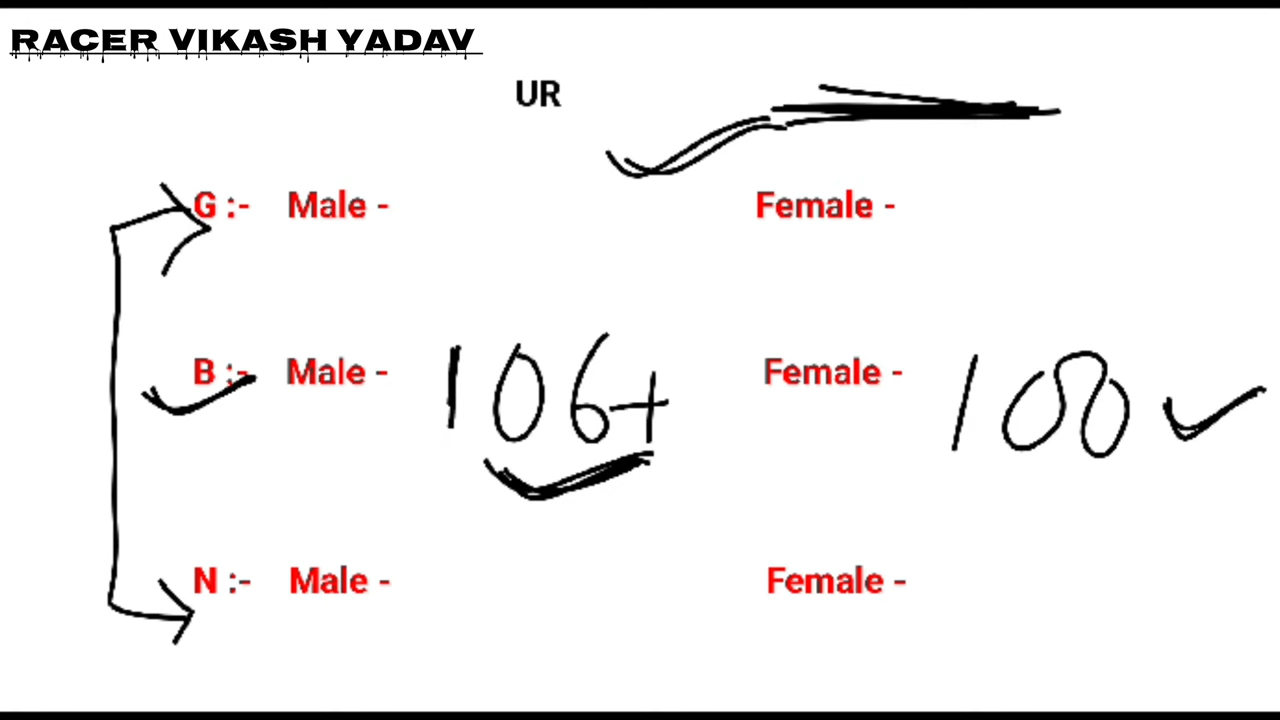 RACER VIKASH YADAV
UR
G :- Male - Female -
B :- Male - 106+ Female - 100
N :- Male - Female -